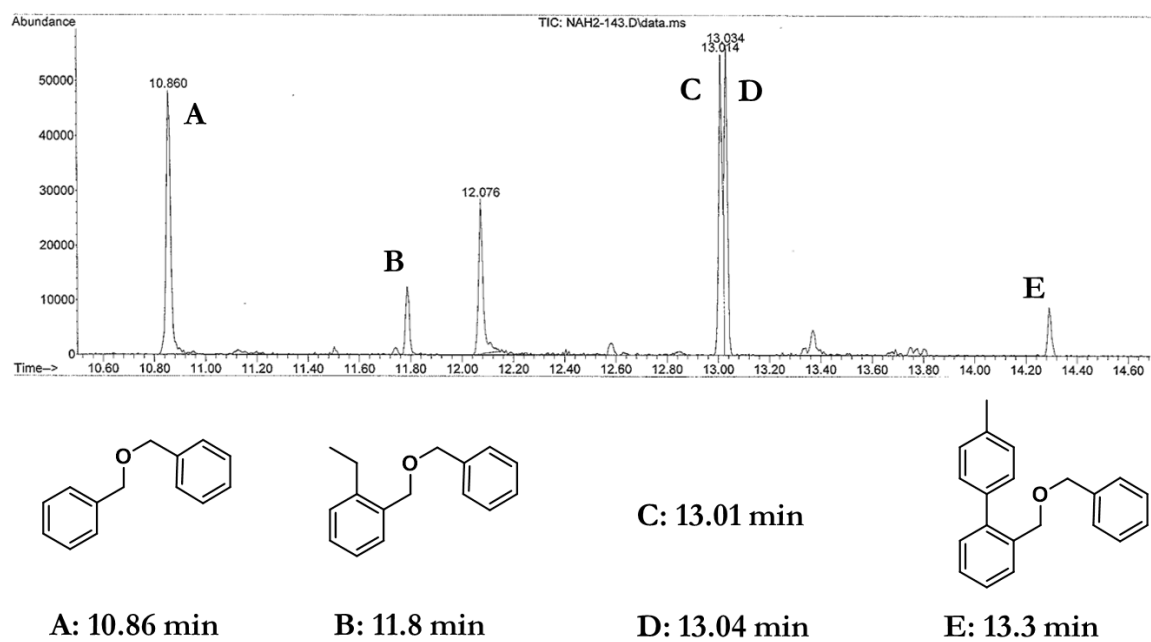 Abundance
TIC: NAH2-143.D\data.ms
13.034
13.014
50000
10.860
C
D
A
40000
30000
12.076
20000
B
E
10000
0
Time-->
10.60 10.80 11.00 11.20 11.40 11.60 11.80 12.00 12.20 12.40 12.60 12.80 13.00 13.20 13.40 13.60 13.80 14.00 14.20 14.40 14.60
O
O
O
C: 13.01 min
A: 10.86 min
B: 11.8 min
D: 13.04 min
E: 13.3 min